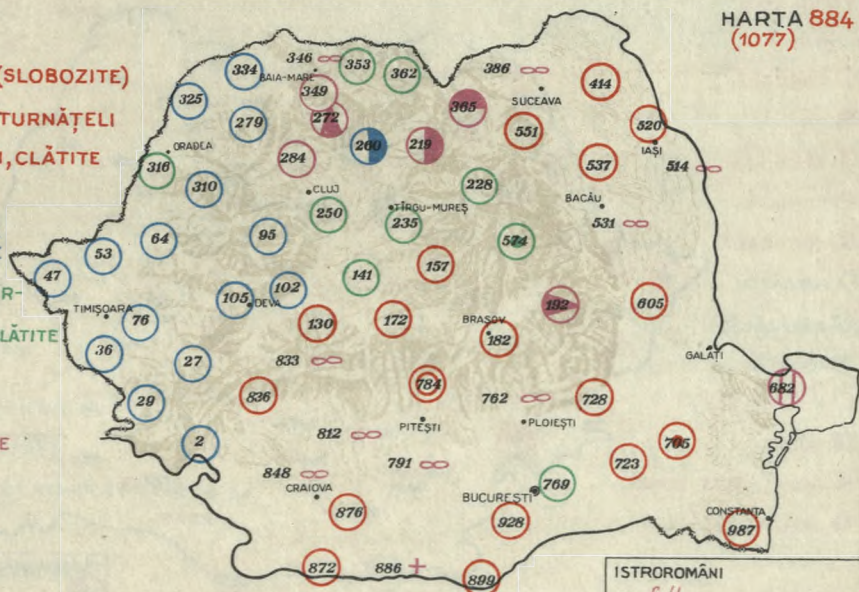 HARTA 884
(1077)
(SLOBOZITE)
TURNĂȚELI
, CLĂTITE
R-
LĂTITE
E
346
353
362
386
334
BAIA-MARE
349
365
SUCEAVA
414
325
279
272
260
219
551
520
IAȘI
ORADEA
316
284
537
514
310
CLUJ
228
BACĂU
TÎRGU-MUREȘ
250
235
531
53
64
95
574
47
157
141
105
DEVA
102
192
605
TIMIȘOARA
76
130
172
BRAȘOV
182
36
27
833
GALAȚI
784
682
29
836
762
728
PITEȘTI
PLOIEȘTI
2
812
705
848
791
723
CRAIOVA
BUCUREȘTI
769
876
928
CONSTANȚA
987
872
886
899
ISTROROMÂNI